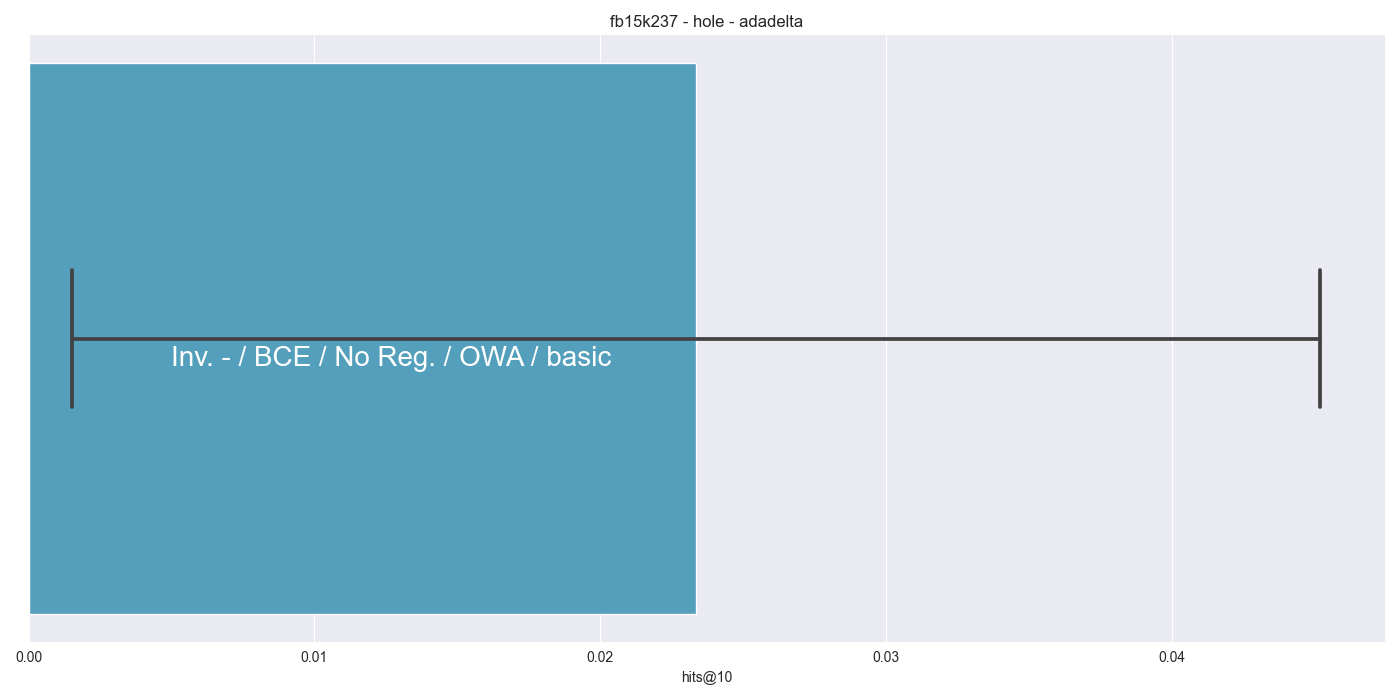 fb15k237 - hole - adadelta
Inv. - / BCE / No Reg. / OWA / basic
0.00 0.01 0.02 0.03 0.04
hits@10